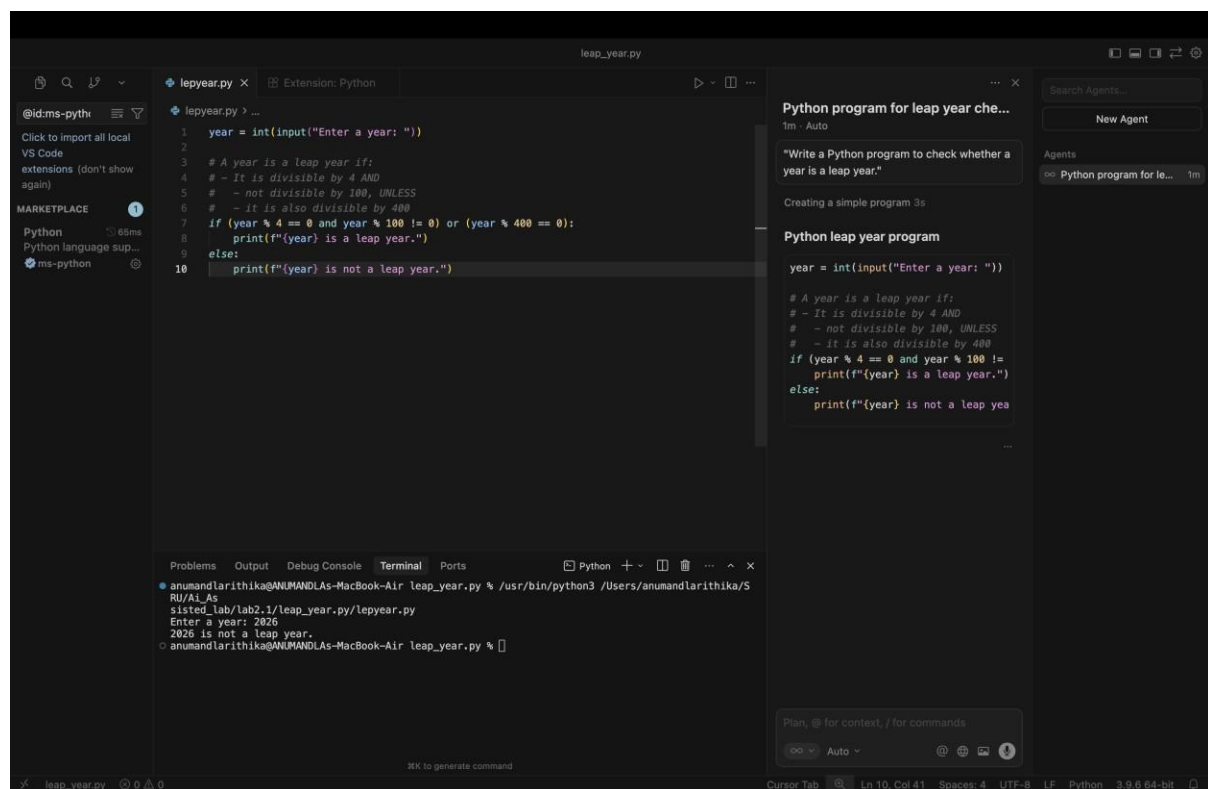 leap_year.py
@id:ms-pytho
Click to import all local
VS Code
extensions (don't show
again)
MARKETPLACE 1
Python 65ms
Python language sup...
ms-python
lepyear.py × Extension: Python
lepyear.py > ...
1 year = int(input("Enter a year: "))
2
3 # A year is a leap year if:
4 # - It is divisible by 4 AND
5 #   - not divisible by 100, UNLESS
6 #   - it is also divisible by 400
7 if (year % 4 == 0 and year % 100 != 0) or (year % 400 == 0):
8     print(f"{year} is a leap year.")
9 else:
10     print(f"{year} is not a leap year.")
Problems Output Debug Console Terminal Ports Python
anumandlarithika@ANUMANDLAs-MacBook-Air leap_year.py % /usr/bin/python3 /Users/anumandlarithika/S
RU/Ai_As
sisted_lab/lab2.1/leap_year.py/lepyear.py
Enter a year: 2026
2026 is not a leap year.
anumandlarithika@ANUMANDLAs-MacBook-Air leap_year.py %
⌘K to generate command
Python program for leap year che...
1m · Auto
"Write a Python program to check whether a
year is a leap year."
Creating a simple program 3s
Python leap year program
year = int(input("Enter a year: "))
# A year is a leap year if:
# - It is divisible by 4 AND
#   - not divisible by 100, UNLESS
#   - it is also divisible by 400
if (year % 4 == 0 and year % 100 !=
    print(f"{year} is a leap year.")
else:
    print(f"{year} is not a leap yea
Plan, @ for context, / for commands
Auto
Search Agents...
New Agent
Agents
Python program for le... 1m
leap_year.py 0 0
Cursor Tab Ln 10, Col 41 Spaces: 4 UTF-8 LF Python 3.9.6 64-bit